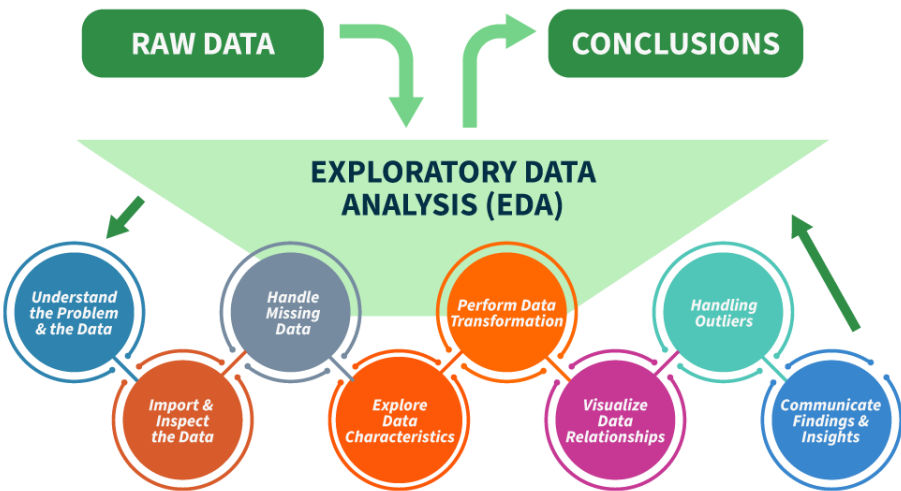 RAW DATA
CONCLUSIONS
EXPLORATORY DATA
ANALYSIS (EDA)
Understand
the Problem
& the Data
Import &
Inspect
the Data
Handle
Missing
Data
Explore
Data
Characteristics
Perform Data
Transformation
Visualize
Data
Relationships
Handling
Outliers
Communicate
Findings &
Insights